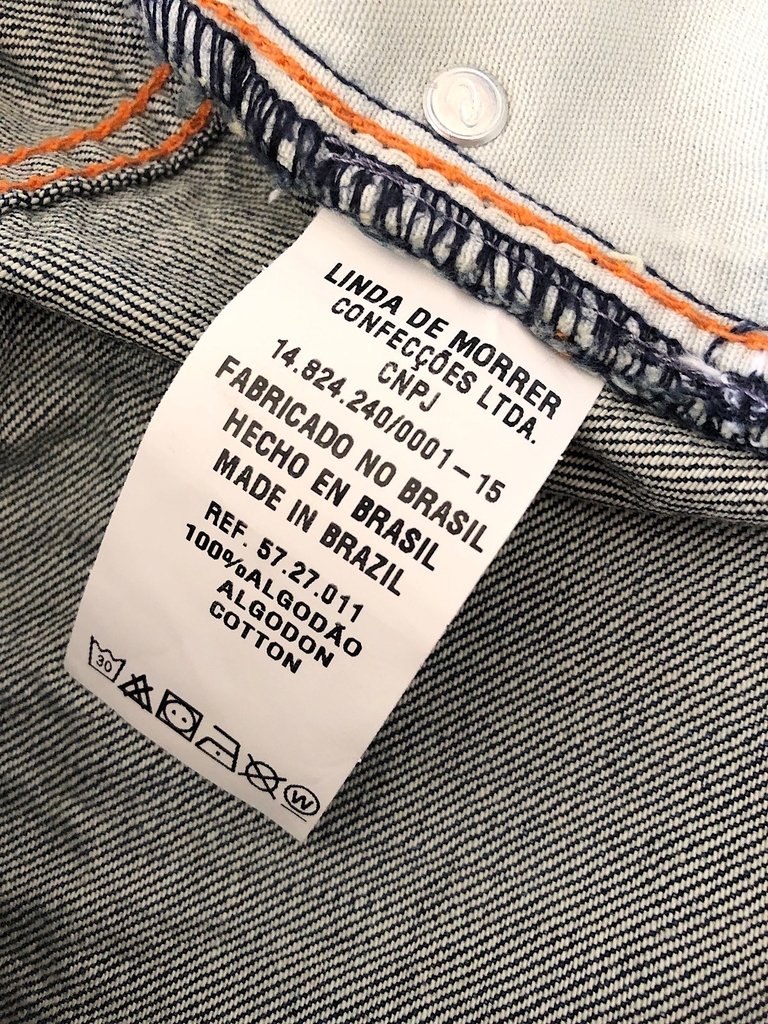 LINDA DE MORRER
CONFECÇÕES LTDA.
CNPJ
14.824.240/0001-15
FABRICADO NO BRASIL
HECHO EN BRASIL
MADE IN BRAZIL
REF. 57.27.011
100%ALGODÃO
ALGODON
COTTON
30
W